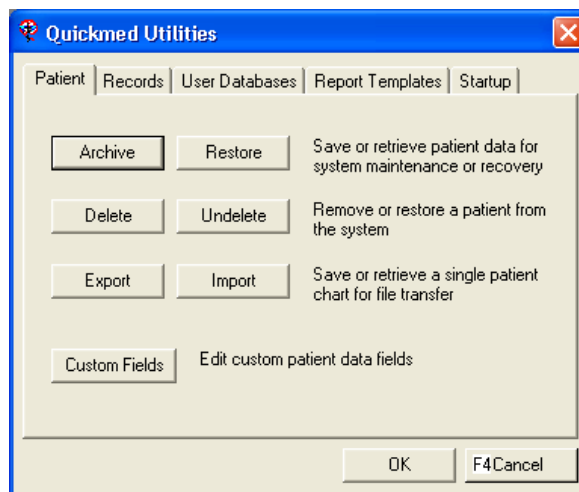 Quickmed Utilities
Patient Records User Databases Report Templates Startup
Archive Restore Save or retrieve patient data for
system maintenance or recovery
Delete Undelete Remove or restore a patient from
the system
Export Import Save or retrieve a single patient
chart for file transfer
Custom Fields Edit custom patient data fields
OK F4Cancel